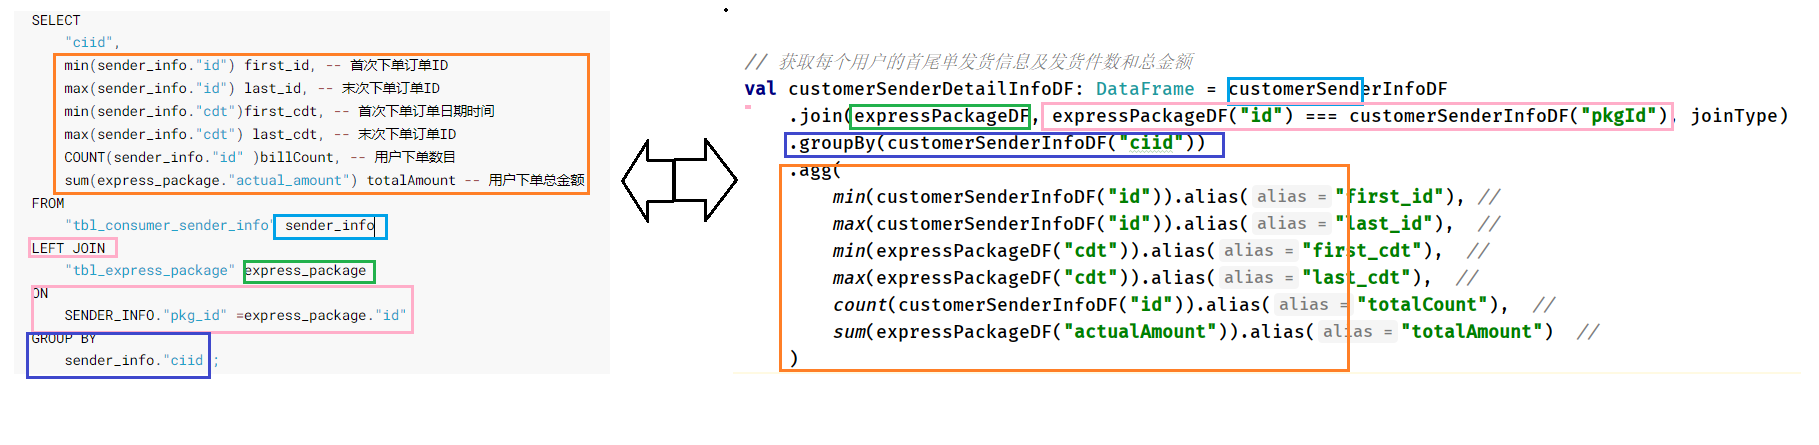 SELECT
"ciid",
min(sender_info."id") first_id, -- 首次下单订单ID
max(sender_info."id") last_id, -- 末次下单订单ID
min(sender_info."cdt")first_cdt, -- 首次下单订单日期时间
max(sender_info."cdt") last_cdt, -- 末次下单订单ID
COUNT(sender_info."id" )billCount, -- 用户下单数目
sum(express_package."actual_amount") totalAmount -- 用户下单总金额
FROM
"tbl_consumer_sender_info" sender_info
LEFT JOIN
"tbl_express_package" express_package
ON
SENDER_INFO."pkg_id" =express_package."id"
GROUP BY
sender_info."ciid";
// 获取每个用户的首尾单发货信息及发货件数和总金额
val customerSenderDetailInfoDF: DataFrame = customerSenderInfoDF
.join(expressPackageDF, expressPackageDF("id") === customerSenderInfoDF("pkgId"), joinType)
.groupBy(customerSenderInfoDF("ciid"))
.agg(
min(customerSenderInfoDF("id")).alias( alias = "first_id"), //
max(customerSenderInfoDF("id")).alias( alias = "last_id"), //
min(expressPackageDF("cdt")).alias( alias = "first_cdt"), //
max(expressPackageDF("cdt")).alias( alias = "last_cdt"), //
count(customerSenderInfoDF("id")).alias( alias = "totalCount"), //
sum(expressPackageDF("actualAmount")).alias( alias = "totalAmount") //
)